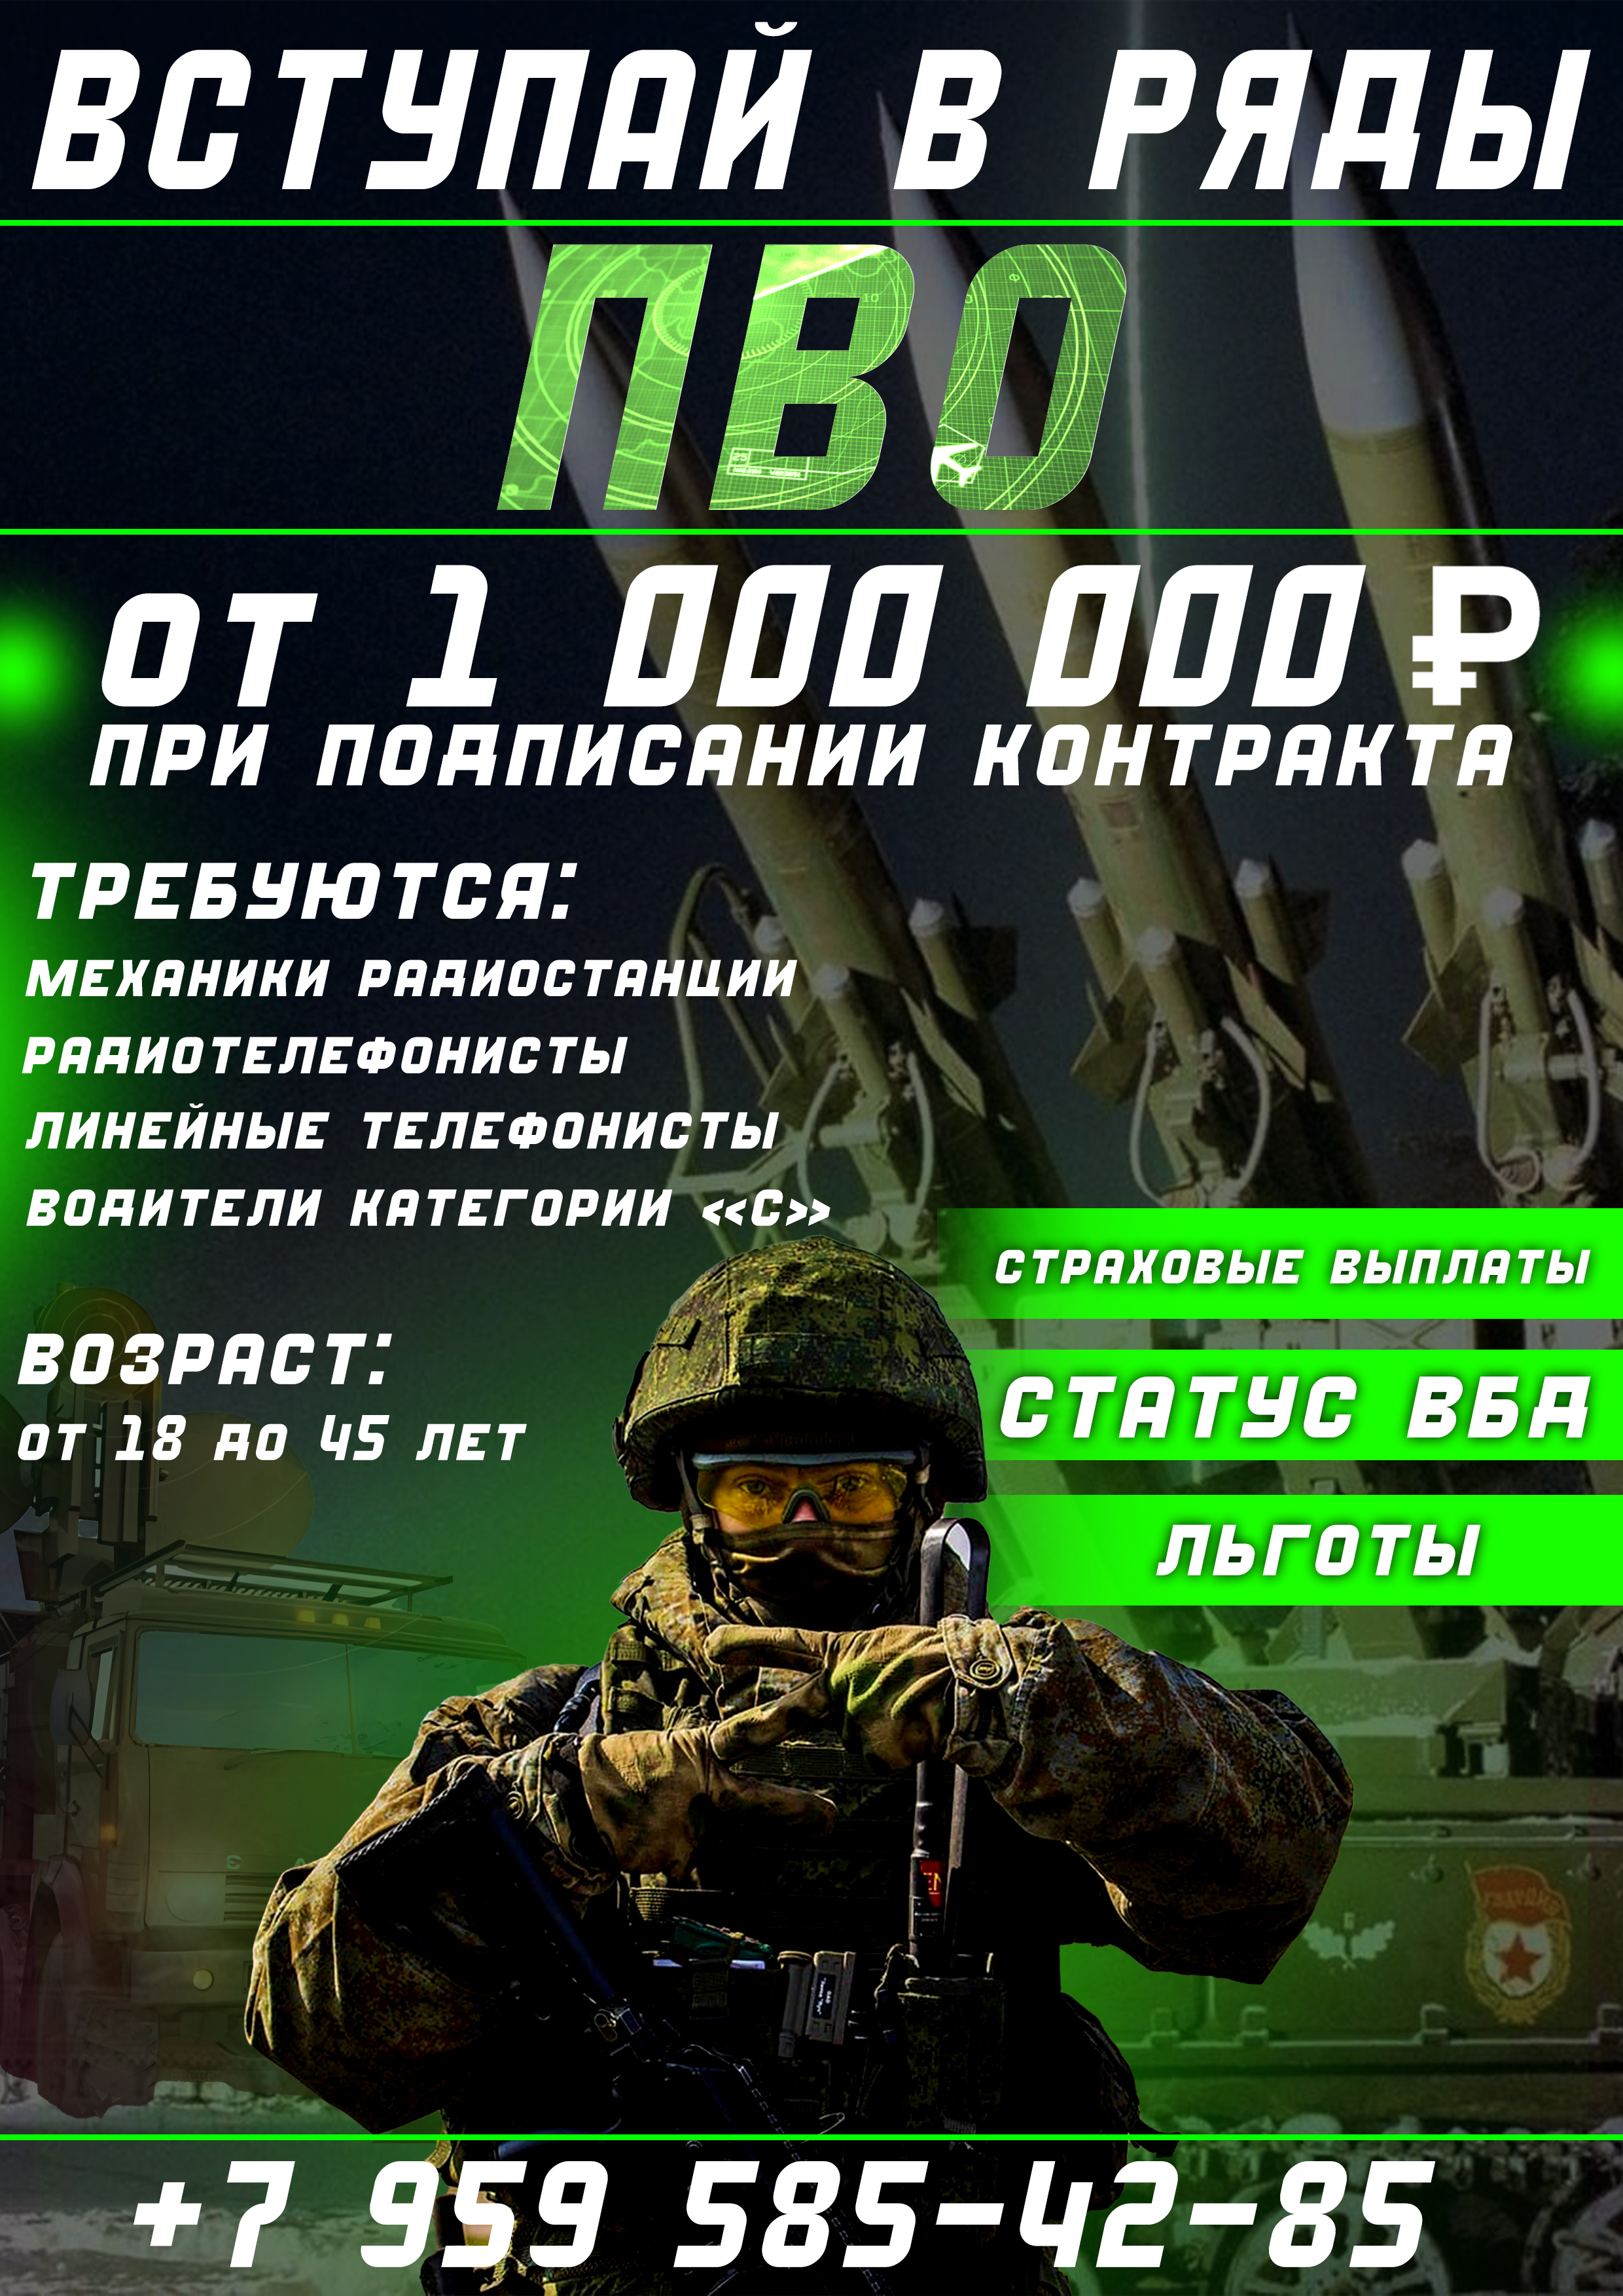 ВСТУПАЙ В РЯДЫ
ПВО
ОТ 1 000 000 ₽
ПРИ ПОДПИСАНИИ КОНТРАКТА
ТРЕБУЮТСЯ:
МЕХАНИКИ РАДИОСТАНЦИИ
РАДИОТЕЛЕФОНИСТЫ
ЛИНЕЙНЫЕ ТЕЛЕФОНИСТЫ
ВОДИТЕЛИ КАТЕГОРИИ «С»
СТРАХОВЫЕ ВЫПЛАТЫ
ВОЗРАСТ:
ОТ 18 ДО 45 ЛЕТ
СТАТУС ВБД
ЛЬГОТЫ
ГВАРДИЯ
+7 959 585-42-85